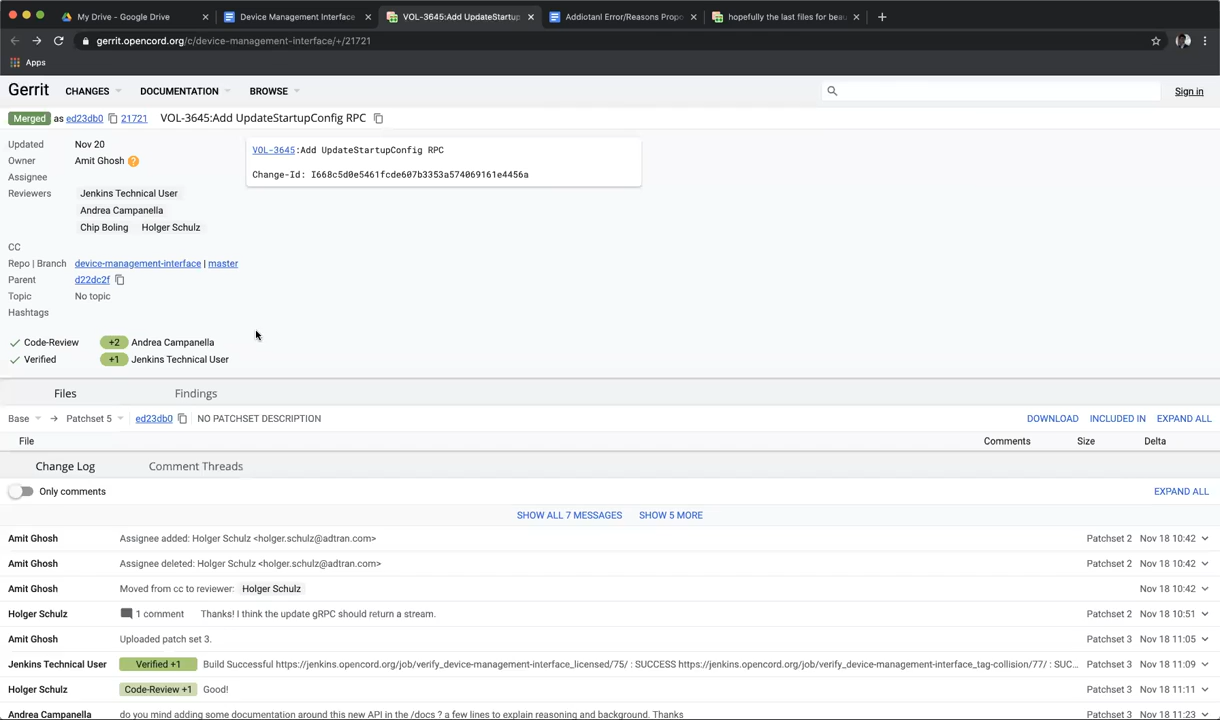 My Drive - Google Drive
Device Management Interface
VOL-3645:Add UpdateStartup
Addiotanl Error/Reasons Propo
hopefully the last files for beau
gerrit.opencord.org/c/device-management-interface/+/21721
Apps
Gerrit CHANGES DOCUMENTATION BROWSE Sign in
Merged as ed23db0 21721 VOL-3645:Add UpdateStartupConfig RPC
Updated Nov 20
VOL-3645:Add UpdateStartupConfig RPC
Owner Amit Ghosh
Change-Id: I668c5d0e5461fcde607b3353a574069161e4456a
Assignee
Reviewers Jenkins Technical User
Andrea Campanella
Chip Boling Holger Schulz
CC
Repo | Branch device-management-interface | master
Parent d22dc2f
Topic No topic
Hashtags
Code-Review +2 Andrea Campanella
Verified +1 Jenkins Technical User
Files Findings
Base → Patchset 5 ed23db0 NO PATCHSET DESCRIPTION DOWNLOAD INCLUDED IN EXPAND ALL
File Comments Size Delta
Change Log Comment Threads
Only comments EXPAND ALL
SHOW ALL 7 MESSAGES SHOW 5 MORE
Amit Ghosh Assignee added: Holger Schulz <holger.schulz@adtran.com> Patchset 2 Nov 18 10:42
Amit Ghosh Assignee deleted: Holger Schulz <holger.schulz@adtran.com> Patchset 2 Nov 18 10:42
Amit Ghosh Moved from cc to reviewer: Holger Schulz Nov 18 10:42
Holger Schulz 1 comment Thanks! I think the update gRPC should return a stream. Patchset 2 Nov 18 10:51
Amit Ghosh Uploaded patch set 3. Patchset 3 Nov 18 11:05
Jenkins Technical User Verified +1 Build Successful https://jenkins.opencord.org/job/verify_device-management-interface_licensed/75/ : SUCCESS https://jenkins.opencord.org/job/verify_device-management-interface_tag-collision/77/ : SUC... Patchset 3 Nov 18 11:09
Holger Schulz Code-Review +1 Good! Patchset 3 Nov 18 11:11
Andrea Campanella do you mind adding some documentation around this new API in the /docs ? a few lines to explain reasoning and background. Thanks Patchset 3 Nov 18 11:23